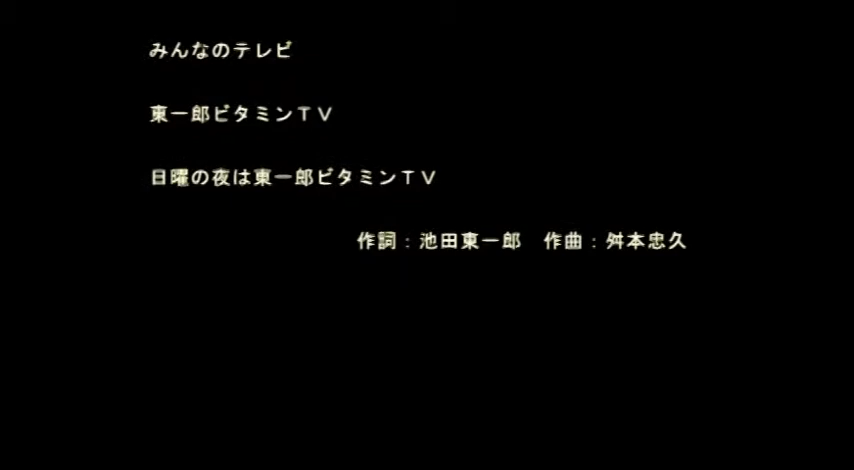 みんなのテレビ
東一郎ビタミンTV
日曜の夜は東一郎ビタミンTV
作詞：池田東一郎　作曲：舛本忠久